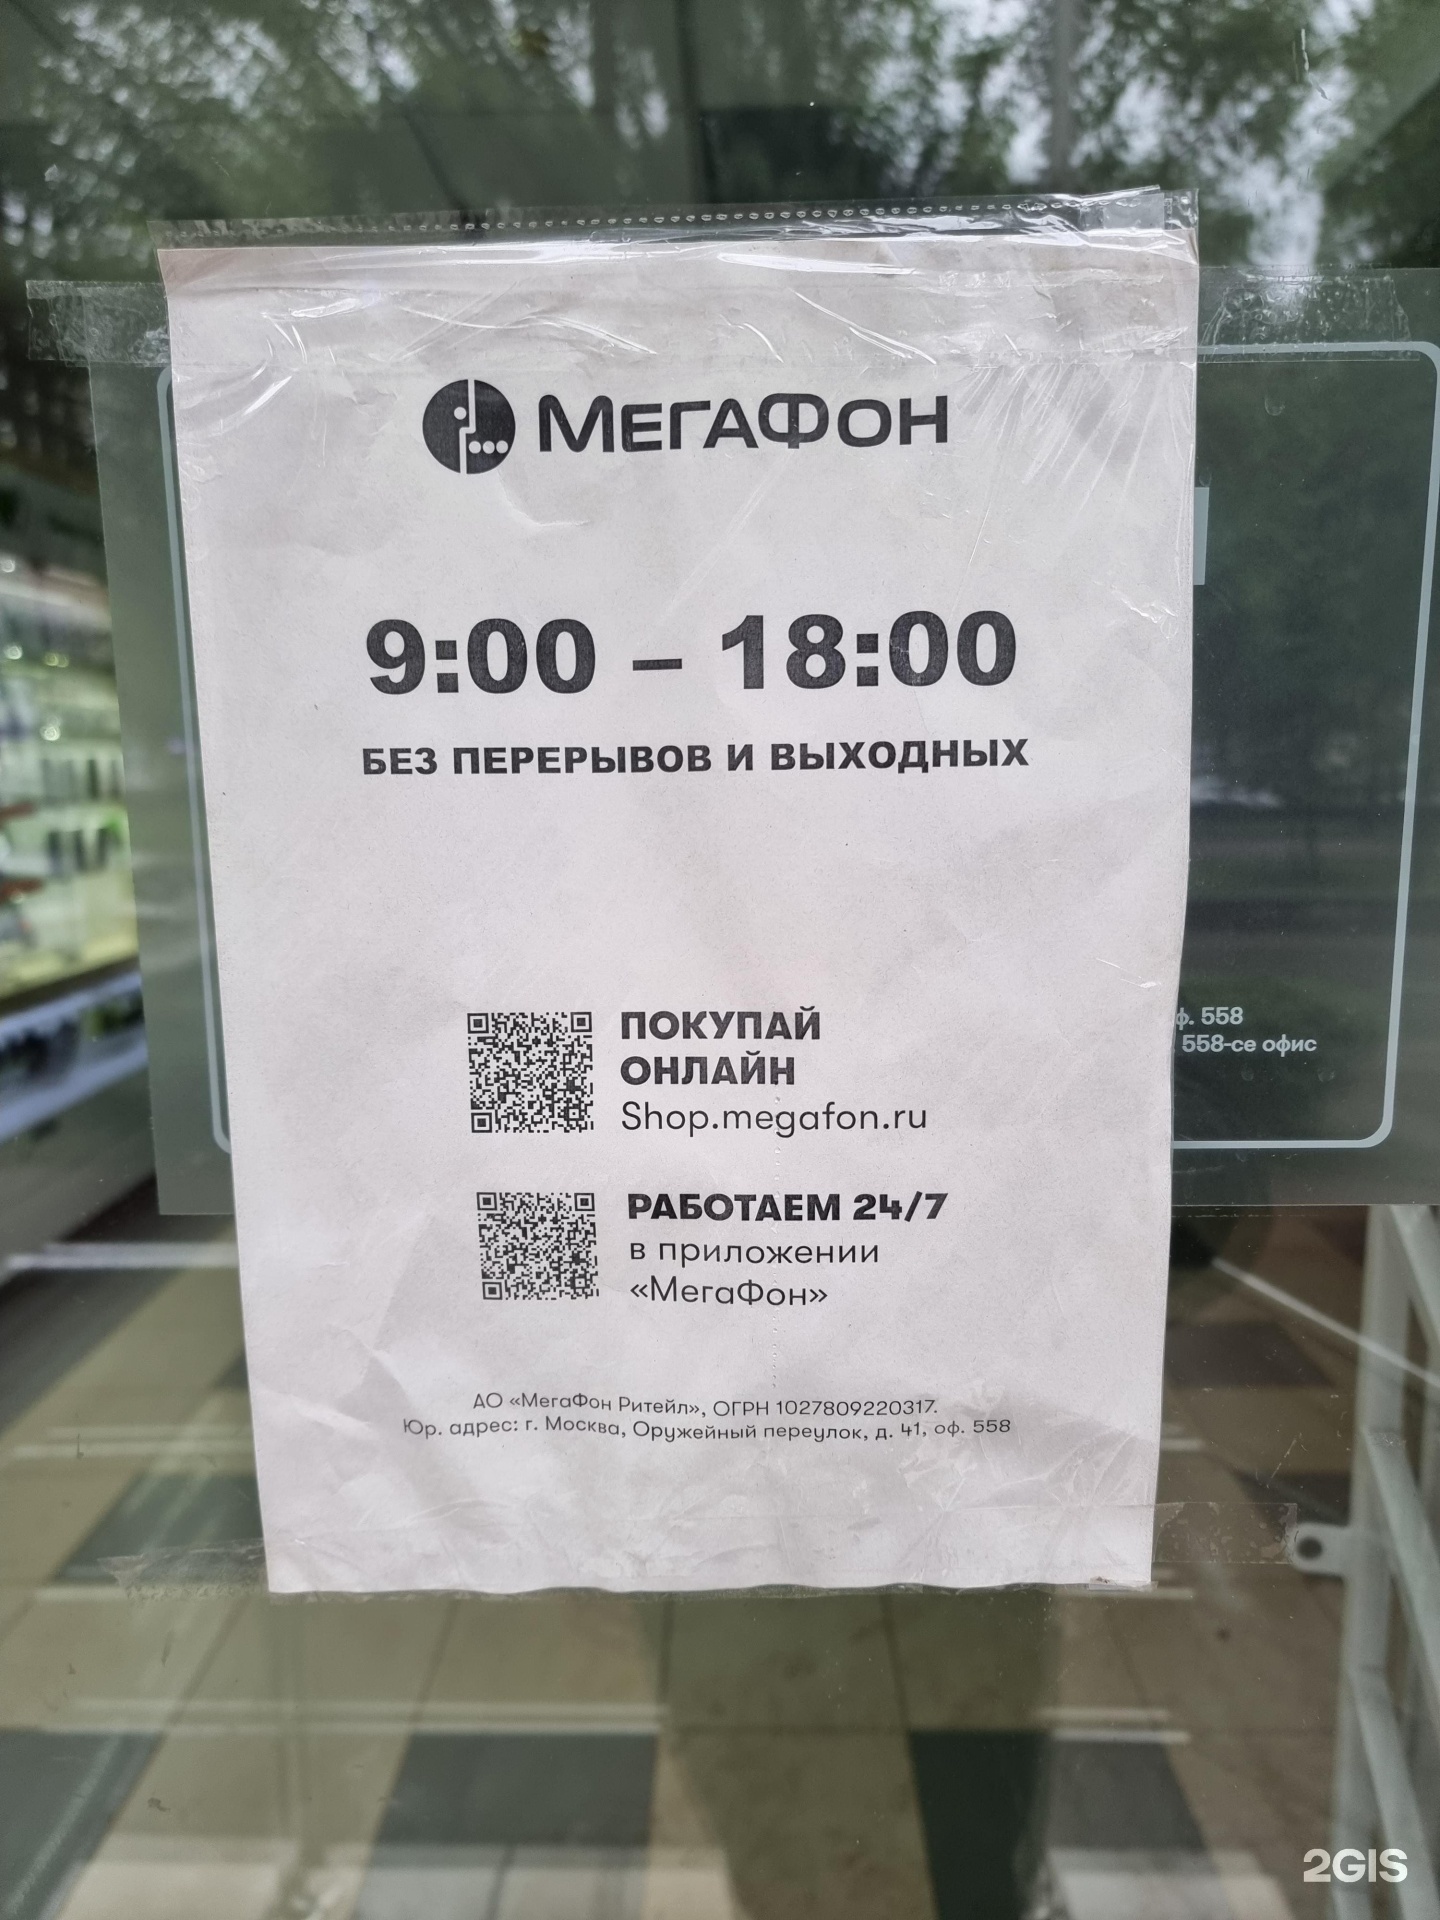 МЕГАФОН
9:00 – 18:00
БЕЗ ПЕРЕРЫВОВ И ВЫХОДНЫХ
ПОКУПАЙ
ОНЛАЙН
Shop.megafon.ru
РАБОТАЕМ 24/7
в приложении
«МегаФон»
АО «МегаФон Ритейл», ОГРН 1027809220317.
Юр. адрес: г. Москва, Оружейный переулок, д. 41, оф. 558
ф. 558
558-се офис
2GIS